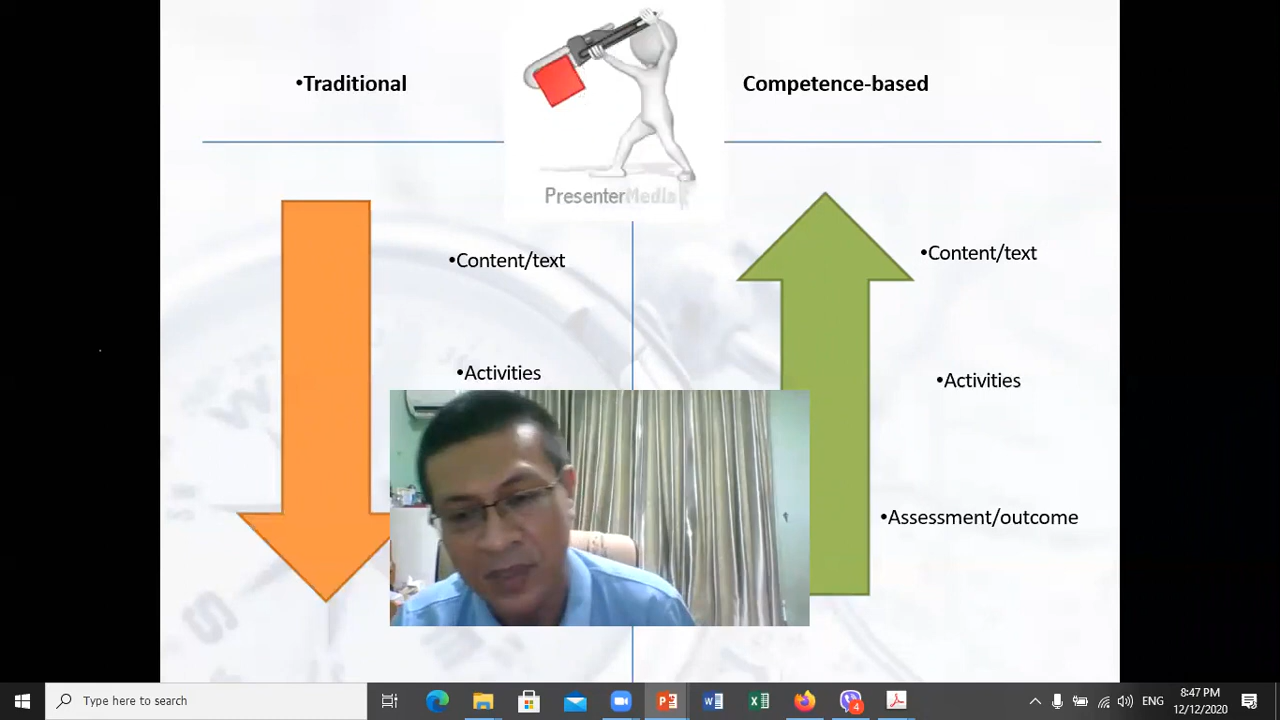 •Traditional
Competence-based
PresenterMedia
•Content/text
•Content/text
•Activities
•Activities
•Assessment/outcome
Type here to search
4
ENG
8:47 PM
12/12/2020